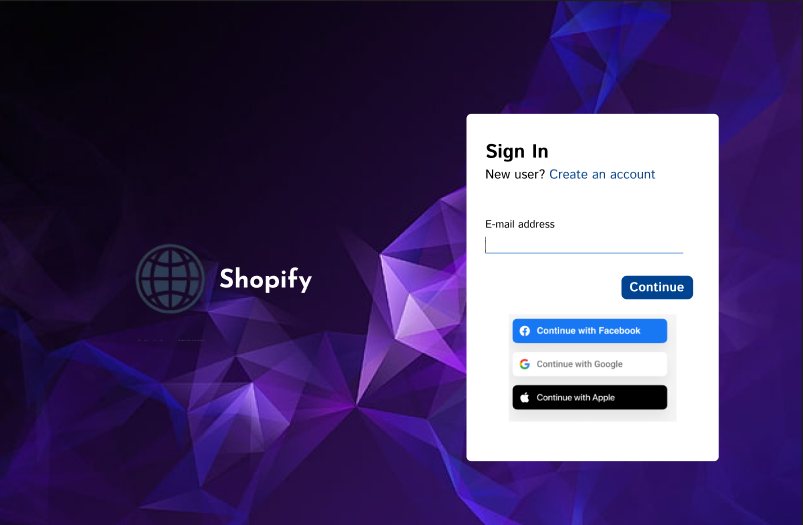 Sign In
New user? Create an account
E-mail address
Shopify
Continue
Continue with Facebook
Continue with Google
Continue with Apple